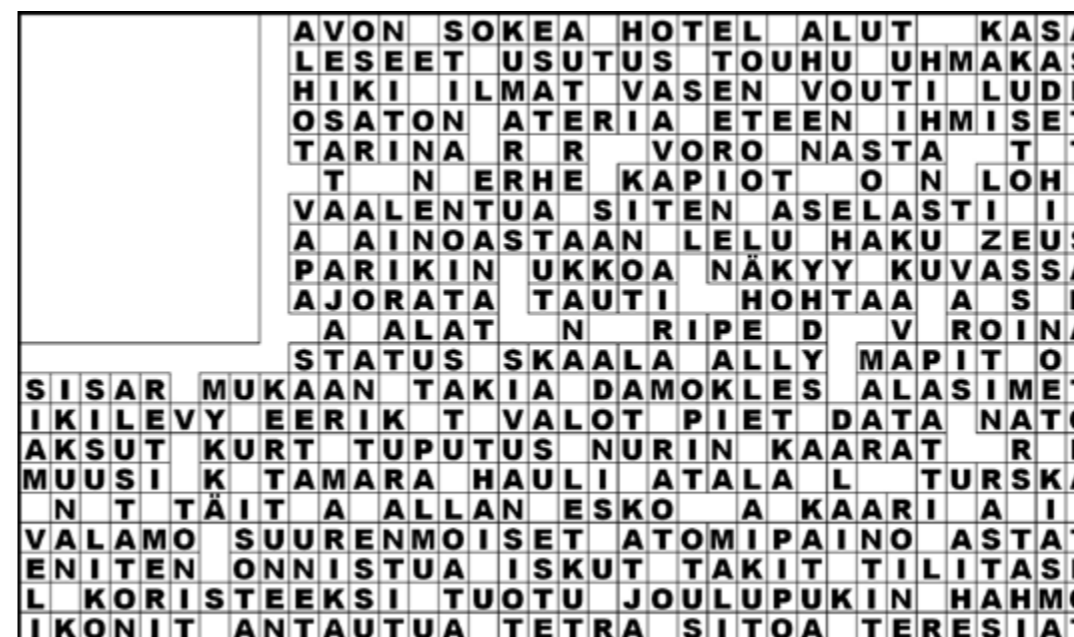 AVON SOKEA HOTEL ALUT KASA
LESEET USUTUS TOUHU UHMAKAS
HIKI ILMAT VASEN VOUTI LUDI
OSATON ATERIA ETEEN IHMISET
TARINA R R VORO NASTA T T
T N ERHE KAPIOT O N LOH
VAALENTUA SITEN ASELASTI I
A AINOASTAAN LELU HAKU ZEUS
PARIKIN UKKOA NÄKYY KUVASSA
AJORATA TAUTI HOHTAA A S
A ALAT N RIPE D V ROINA
STATUS SKAALA ALLY MAPIT O
SISAR MUKAAN TAKIA DAMOKLES ALASIMET
IKILEVY EERIK T VALOT PIET DATA NATO
AKSUT KURT TUPUTUS NURIN KAARAT R
MUUSI K TAMARA HAULI ATALA L TURSKA
N T TÄIT A ALLAN ESKO A KAARI A I
VALAMO SUURENMOISET ATOMIPAINO ASTAT
ENITEN ONNISTUA ISKUT TAKIT TILITASI
L KORISTEEKSI TUOTU JOULUPUKIN HAHMO
IKONIT ANTAUTUA TETRA SITOA TERESIAT